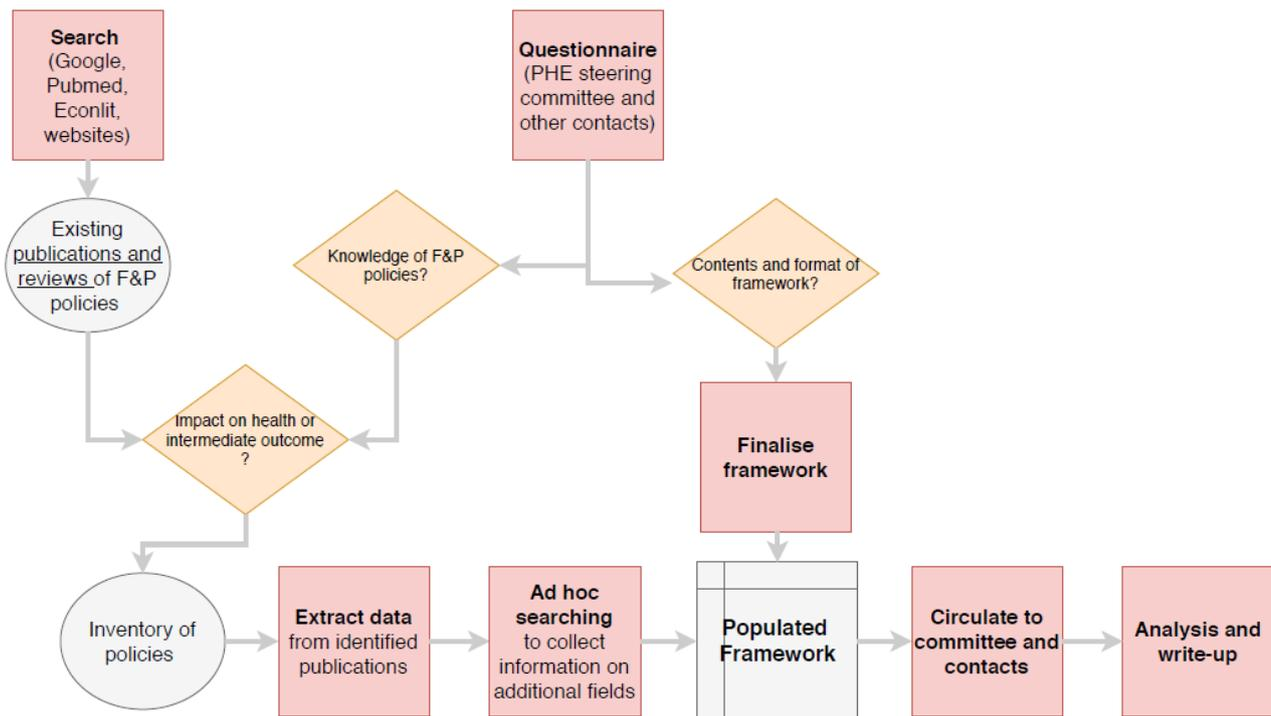 Search
(Google,
Pubmed,
Econlit,
websites)
Questionnaire
(PHE steering
committee and
other contacts)
Existing
publications and
reviews of F&P
policies
Knowledge of F&P
policies?
Contents and format of
framework?
Impact on health or
intermediate outcome
?
Finalise
framework
Inventory of
policies
Extract data
from identified
publications
Ad hoc
searching
to collect
information on
additional fields
Populated
Framework
Circulate to
committee and
contacts
Analysis and
write-up